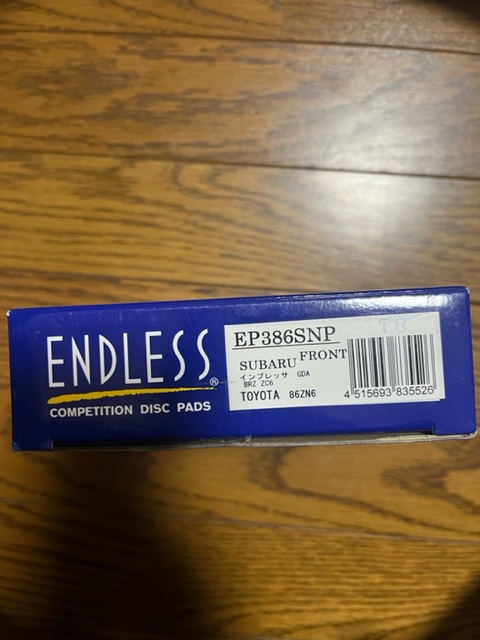 ENDLESS®
COMPETITION DISC PADS
EP386SNP
T8
SUBARU FRONT
インプレッサ GDA
BRZ ZC6
TOYOTA 86ZN6
4 515693 835526